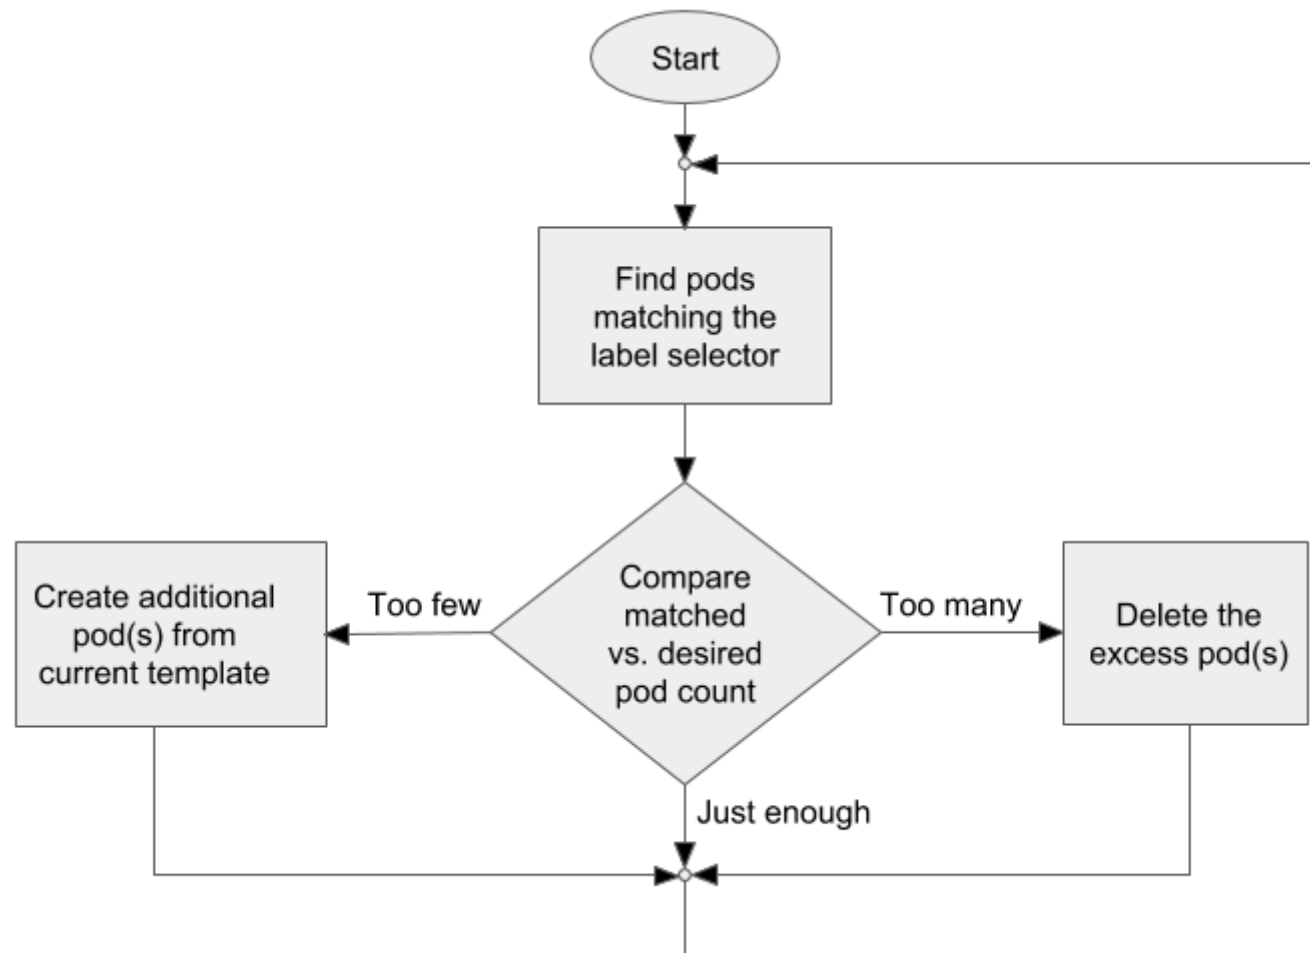 Start
Find pods
matching the
label selector
Compare
matched
vs. desired
pod count
Too few
Create additional
pod(s) from
current template
Too many
Delete the
excess pod(s)
Just enough